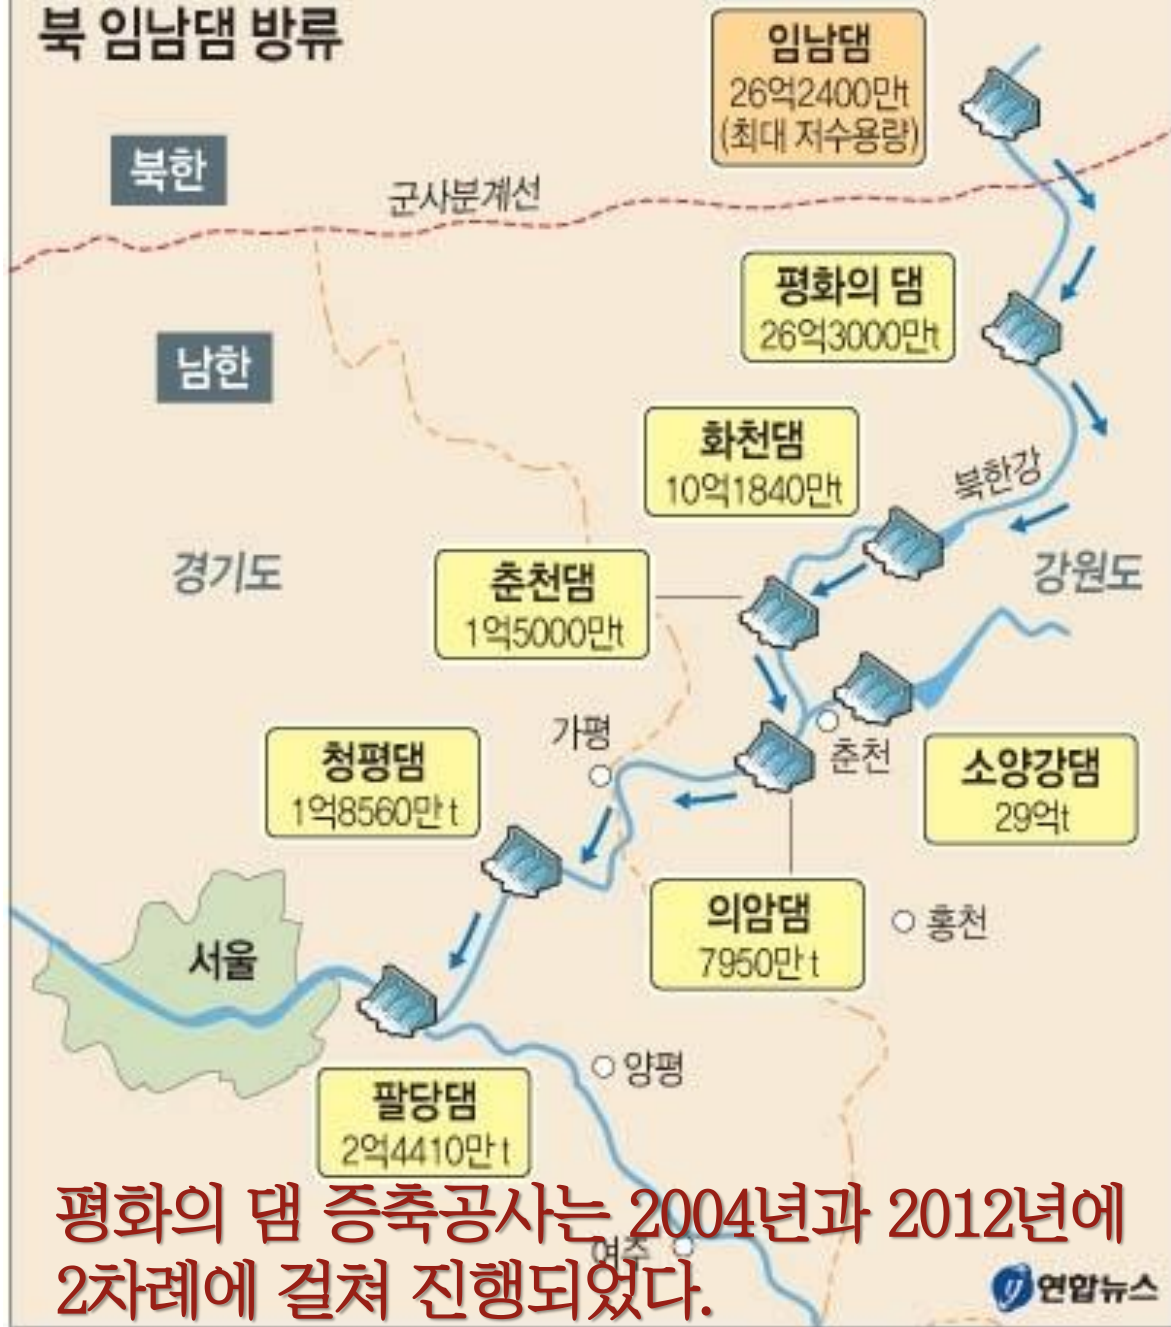 북 임남댐 방류
임남댐
26억2400만t
(최대 저수용량)
북한
군사분계선
평화의 댐
26억3000만t
남한
화천댐
10억1840만t
북한강
경기도
강원도
춘천댐
1억5000만t
가평
춘천
청평댐
1억8560만t
소양강댐
29억t
의암댐
7950만t
홍천
서울
양평
팔당댐
2억4410만t
평화의 댐 증축공사는 2004년과 2012년에
여주
2차례에 걸쳐 진행되었다.
연합뉴스